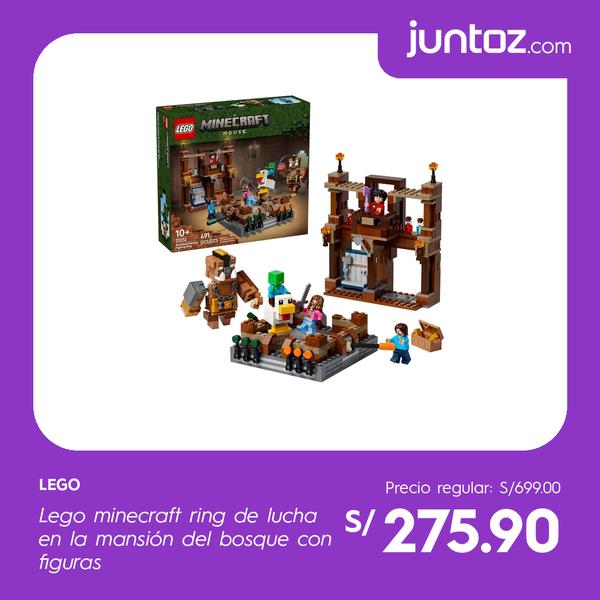 juntoz.com
LEGO
MINECRAFT
MOVIE
10+
491
LEGO
Precio regular: S/699.00
Lego minecraft ring de lucha
en la mansión del bosque con
figuras
S/ 275.90